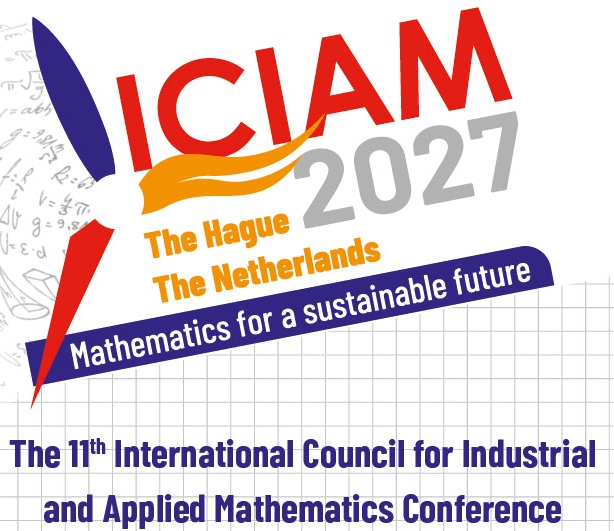 ICIAM
2027
The Hague
The Netherlands
Mathematics for a sustainable future
The 11th International Council for Industrial
and Applied Mathematics Conference